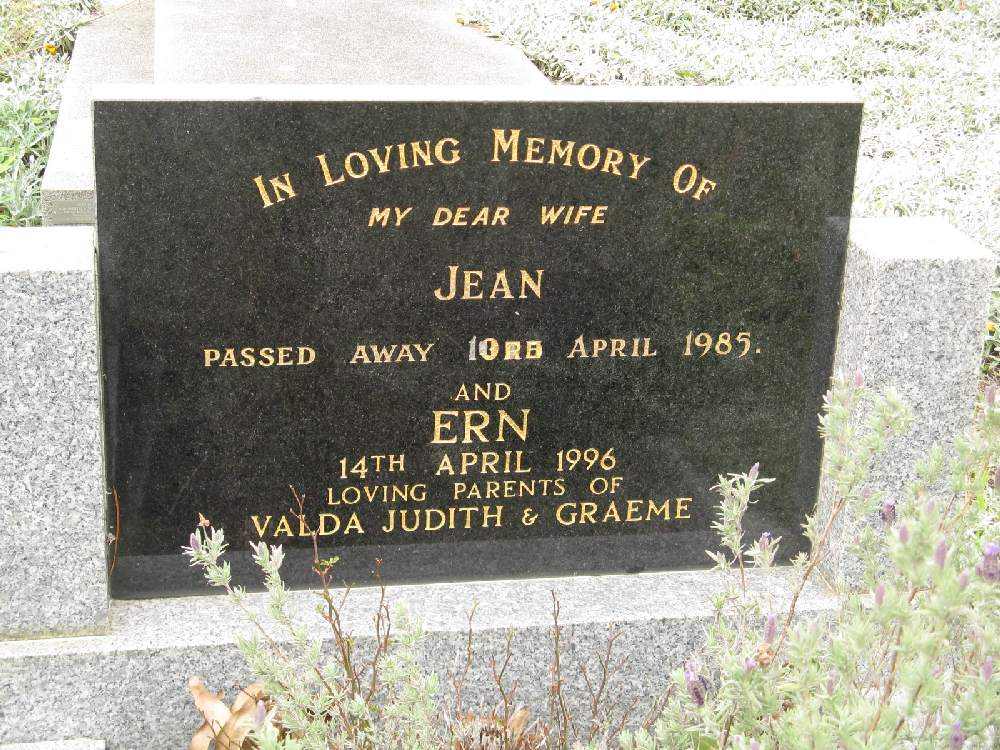 In Loving Memory Of
MY DEAR WIFE
JEAN
PASSED AWAY APRIL 1985.
AND
ERN
14TH APRIL 1996
LOVING PARENTS OF
VALDA JUDITH & GRAEME